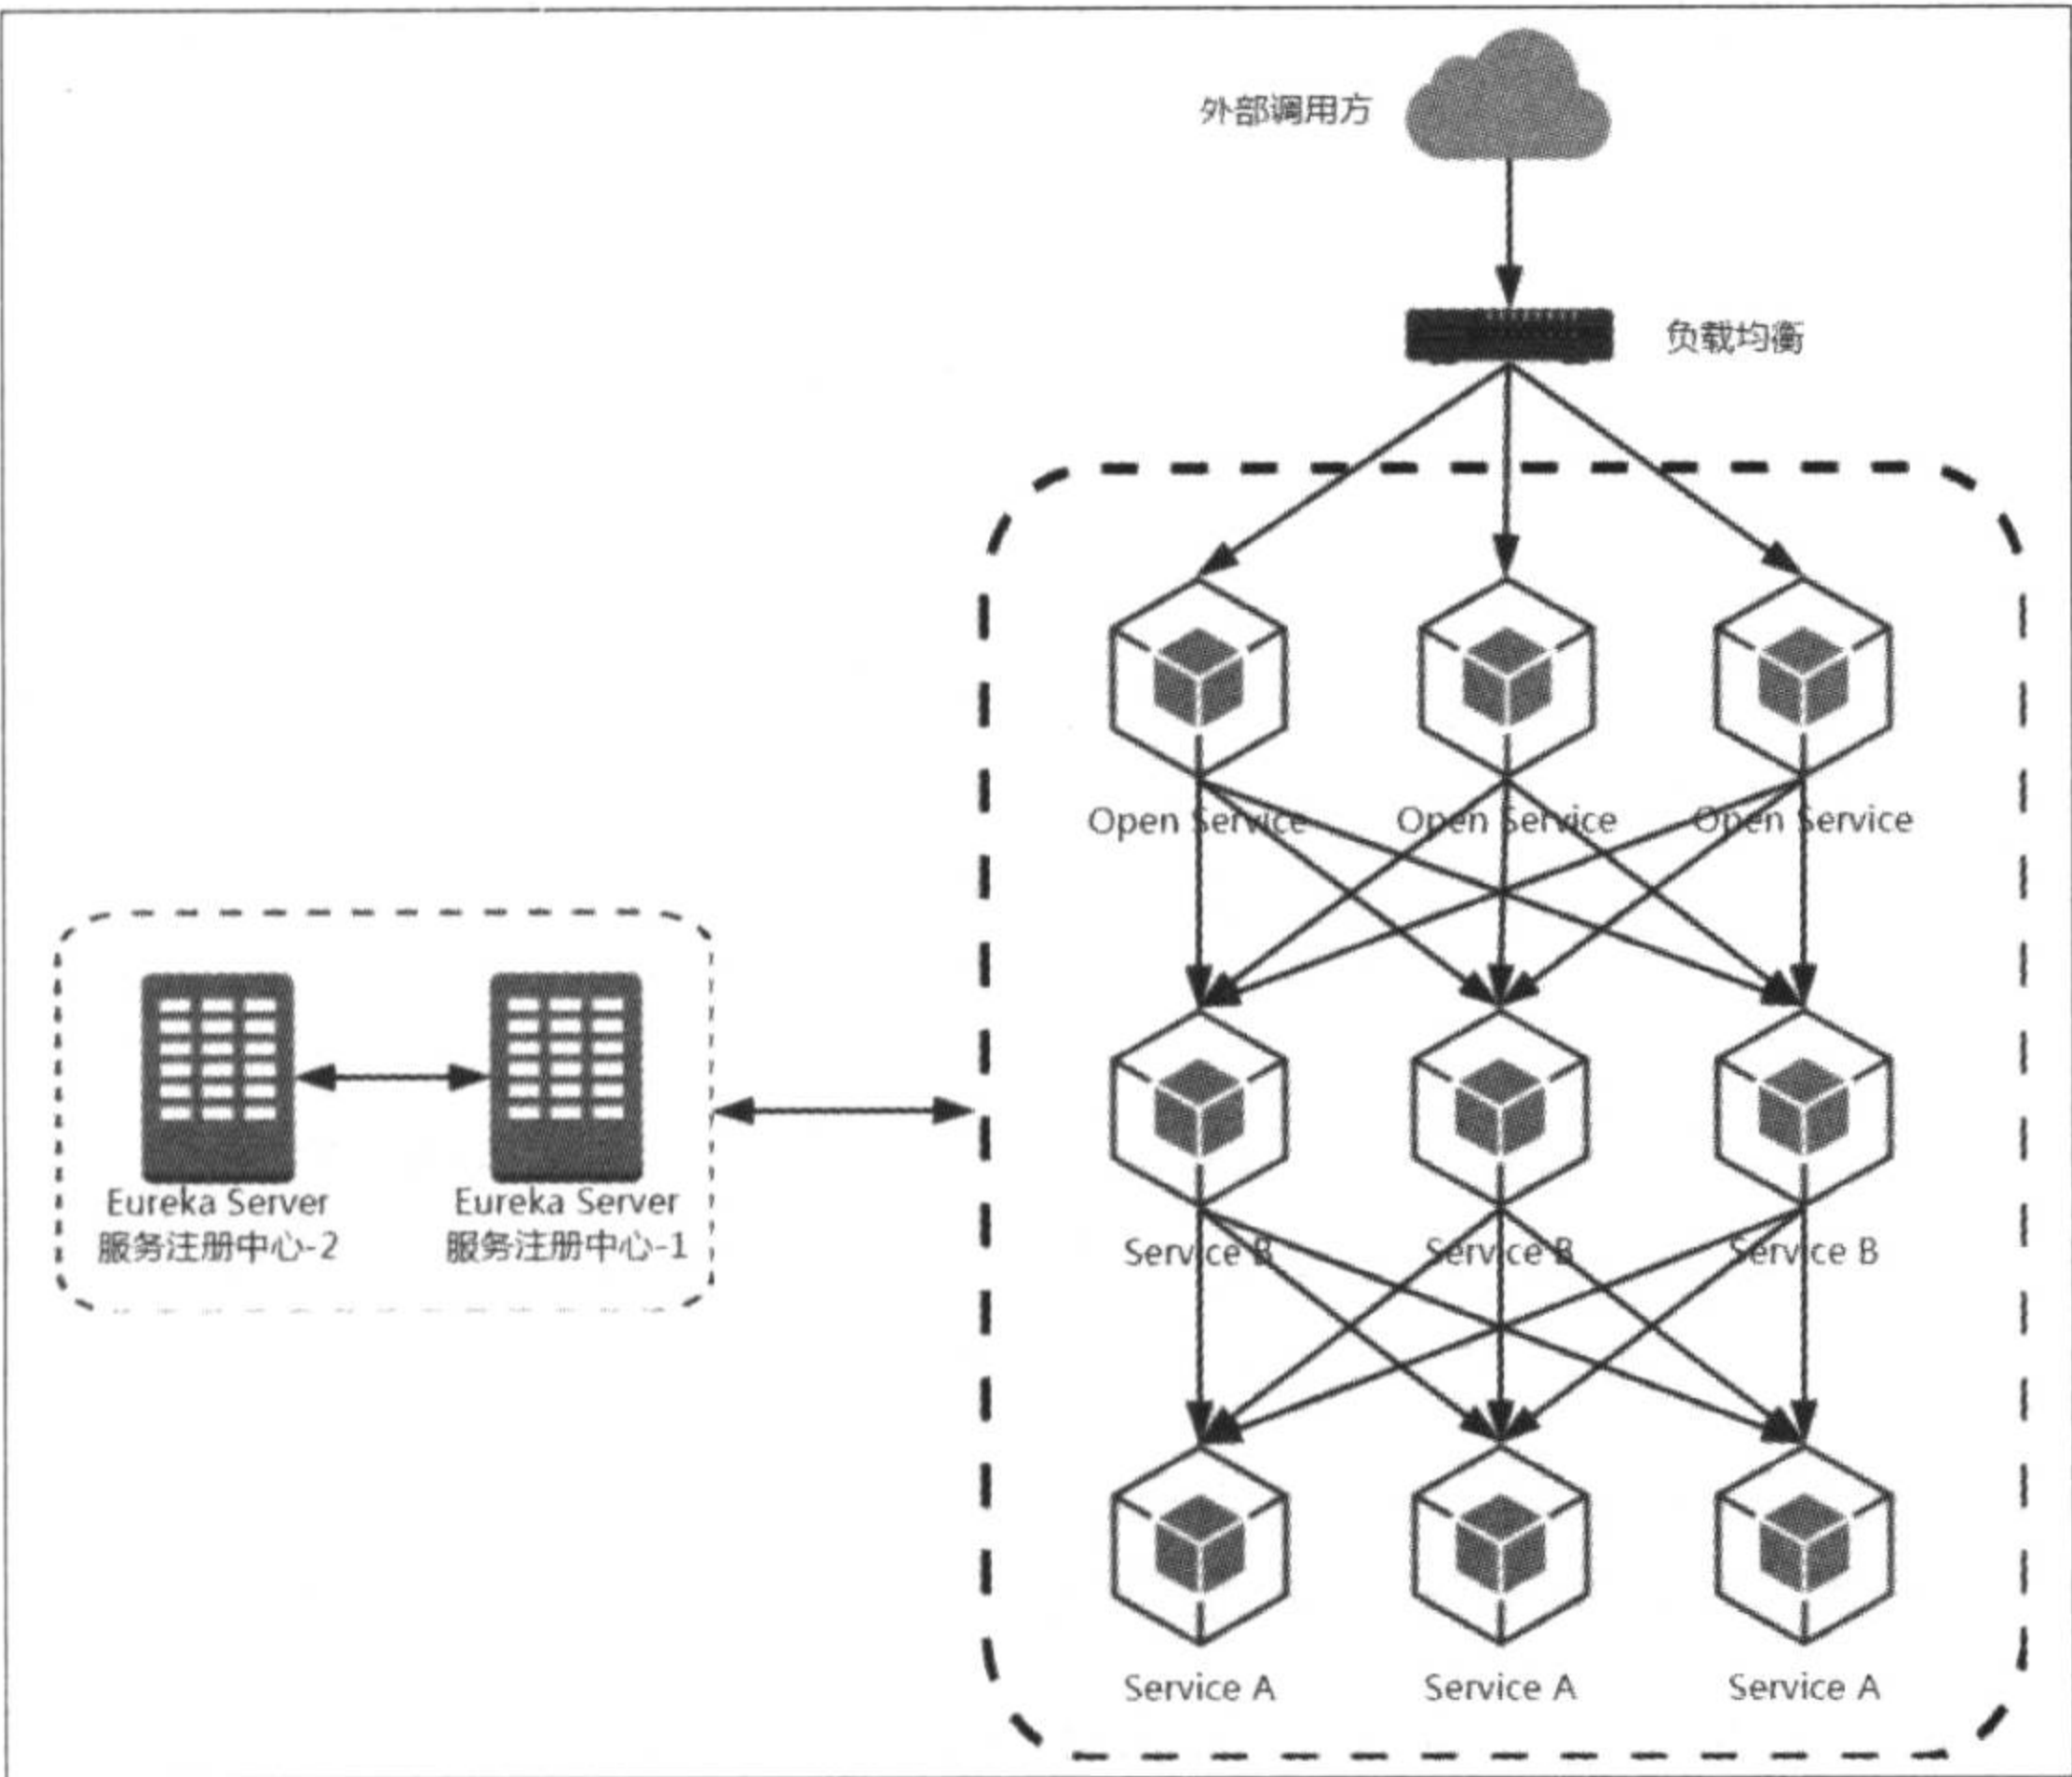 外部调用方
负载均衡
Open Service
Open Service
Open Service
Eureka Server
服务注册中心-2
Eureka Server
服务注册中心-1
Service B
Service B
Service B
Service A
Service A
Service A